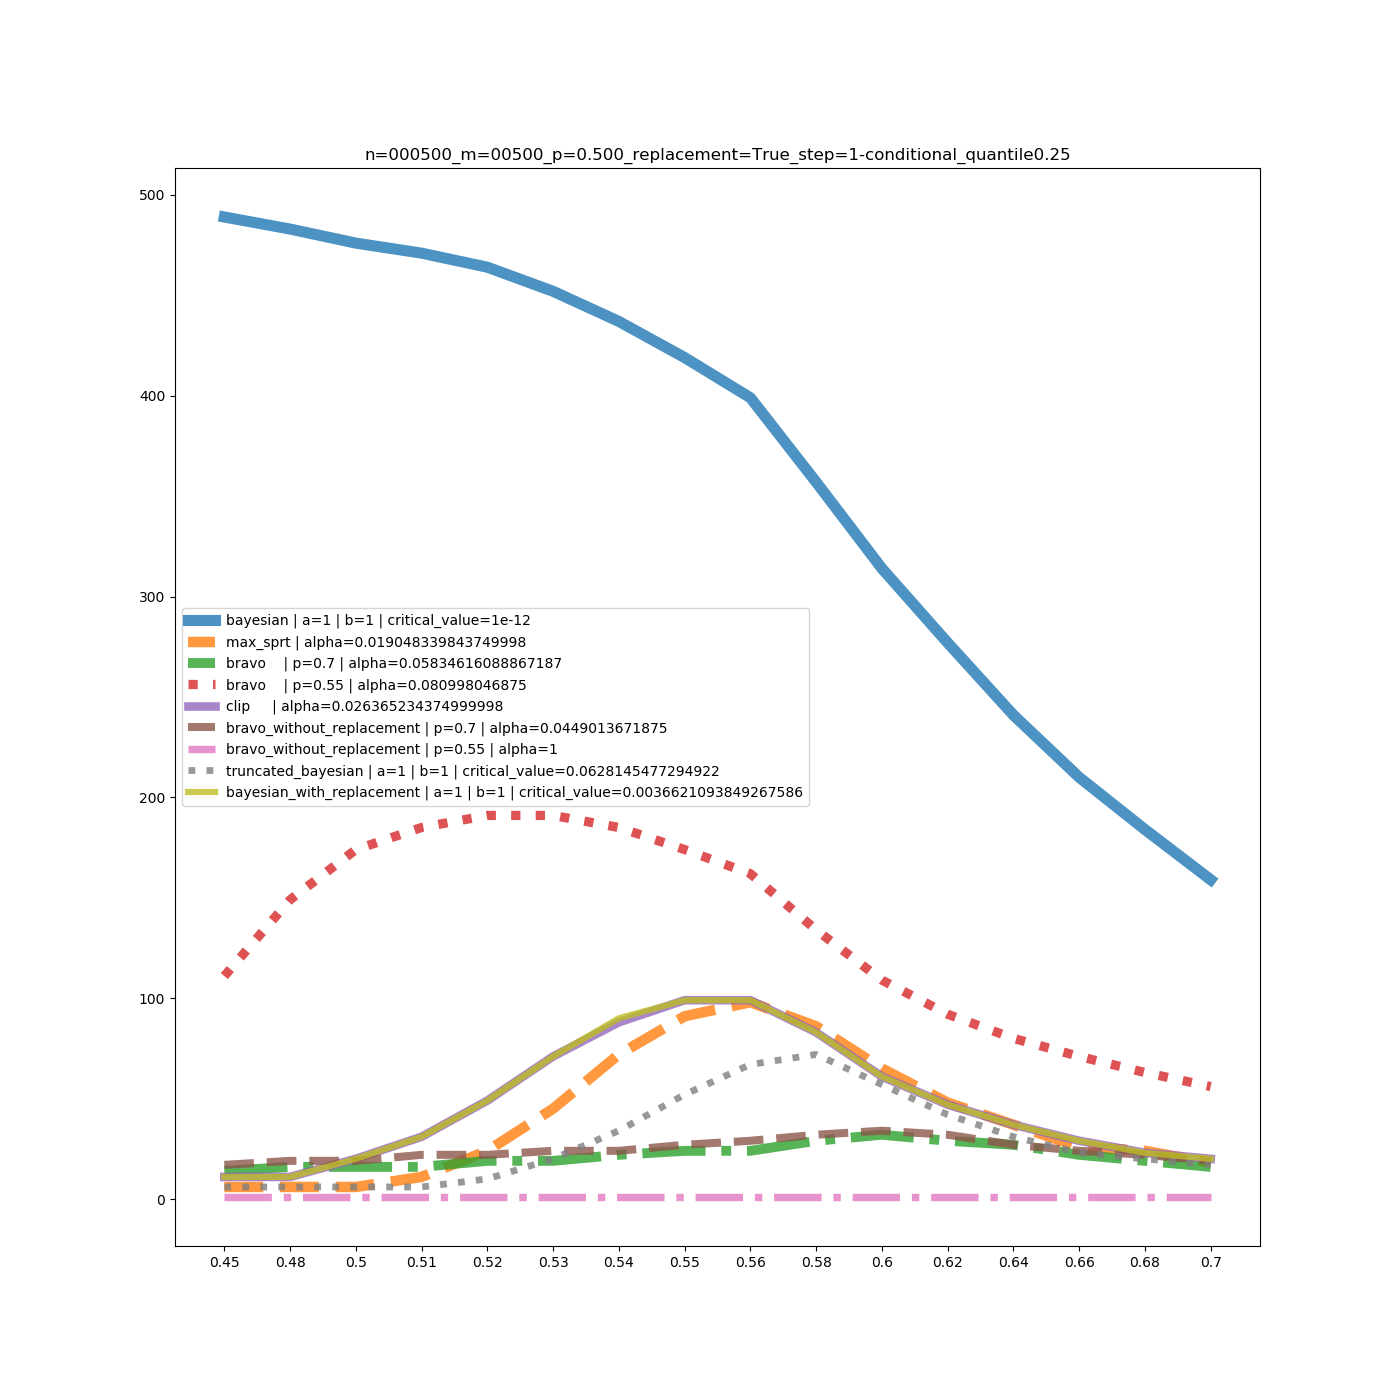 n=000500_m=00500_p=0.500_replacement=True_step=1-conditional_quantile0.25
500
400
300
200
100
0
bayesian | a=1 | b=1 | critical_value=1e-12
max_sprt | alpha=0.019048339843749998
bravo    | p=0.7 | alpha=0.05834616088867187
bravo    | p=0.55 | alpha=0.080998046875
clip     | alpha=0.026365234374999998
bravo_without_replacement | p=0.7 | alpha=0.0449013671875
bravo_without_replacement | p=0.55 | alpha=1
truncated_bayesian | a=1 | b=1 | critical_value=0.0628145477294922
bayesian_with_replacement | a=1 | b=1 | critical_value=0.0036621093849267586
0.45 0.48 0.5 0.51 0.52 0.53 0.54 0.55 0.56 0.58 0.6 0.62 0.64 0.66 0.68 0.7